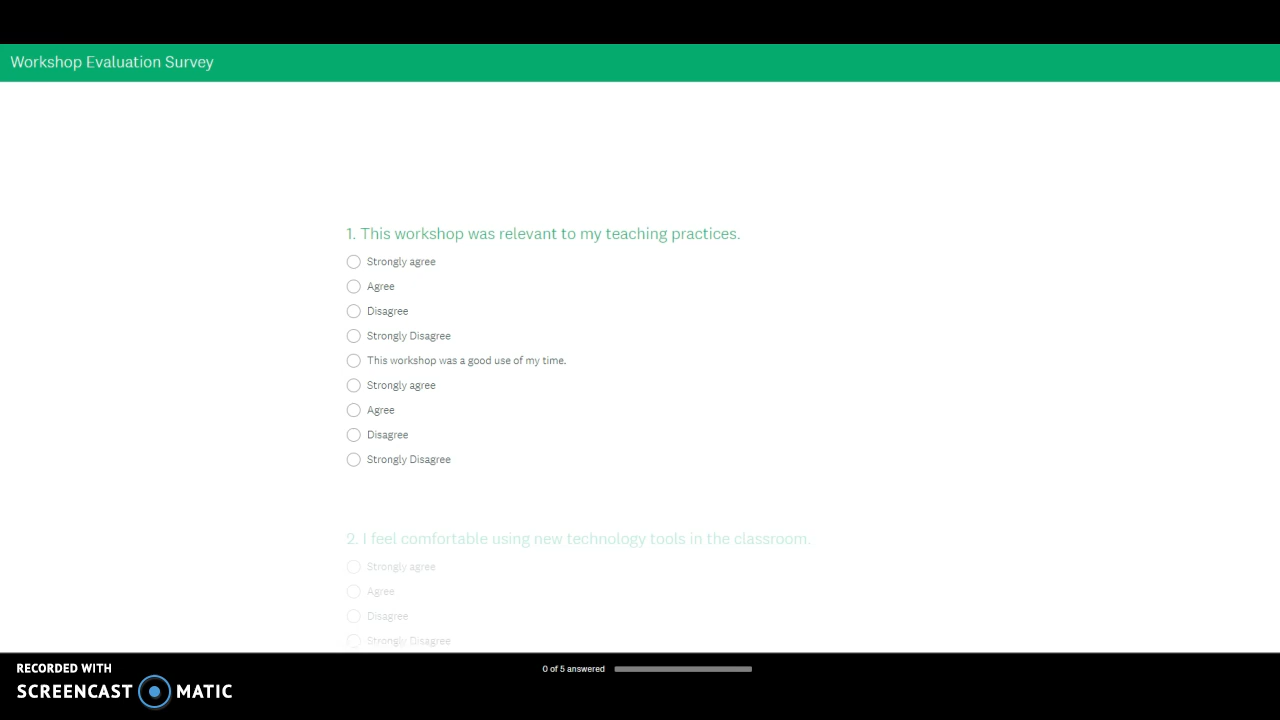 Workshop Evaluation Survey
1. This workshop was relevant to my teaching practices.
Strongly agree
Agree
Disagree
Strongly Disagree
This workshop was a good use of my time.
Strongly agree
Agree
Disagree
Strongly Disagree
2. I feel comfortable using new technology tools in the classroom.
Strongly agree
Agree
Disagree
Strongly Disagree
0 of 5 answered
RECORDED WITH
SCREENCAST MATIC